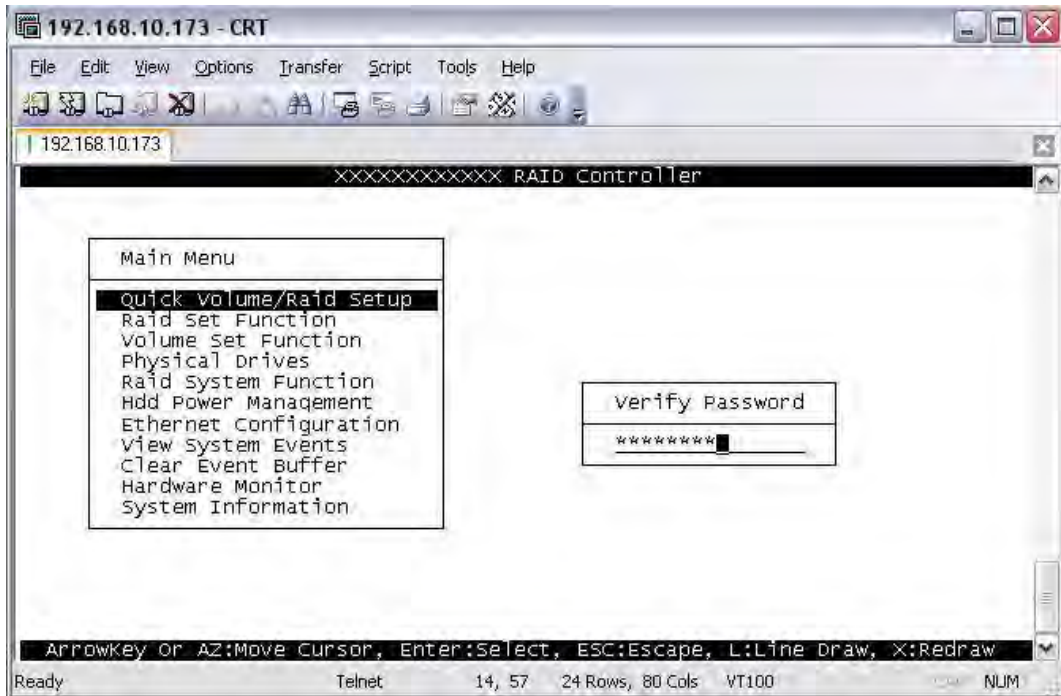 192.168.10.173 - CRT
File Edit View Options Transfer Script Tools Help
192.168.10.173
XXXXXXXXXXXX RAID Controller
Main Menu
Quick Volume/Raid Setup
Raid Set Function
Volume Set Function
Physical Drives
Raid System Function
Hdd Power Management
Ethernet Configuration
View System Events
Clear Event Buffer
Hardware Monitor
System Information
Verify Password
********
ArrowKey Or AZ:Move Cursor, Enter:Select, ESC:Escape, L:Line Draw, X:Redraw
Ready Telnet 14, 57 24 Rows, 80 Cols VT100 NUM